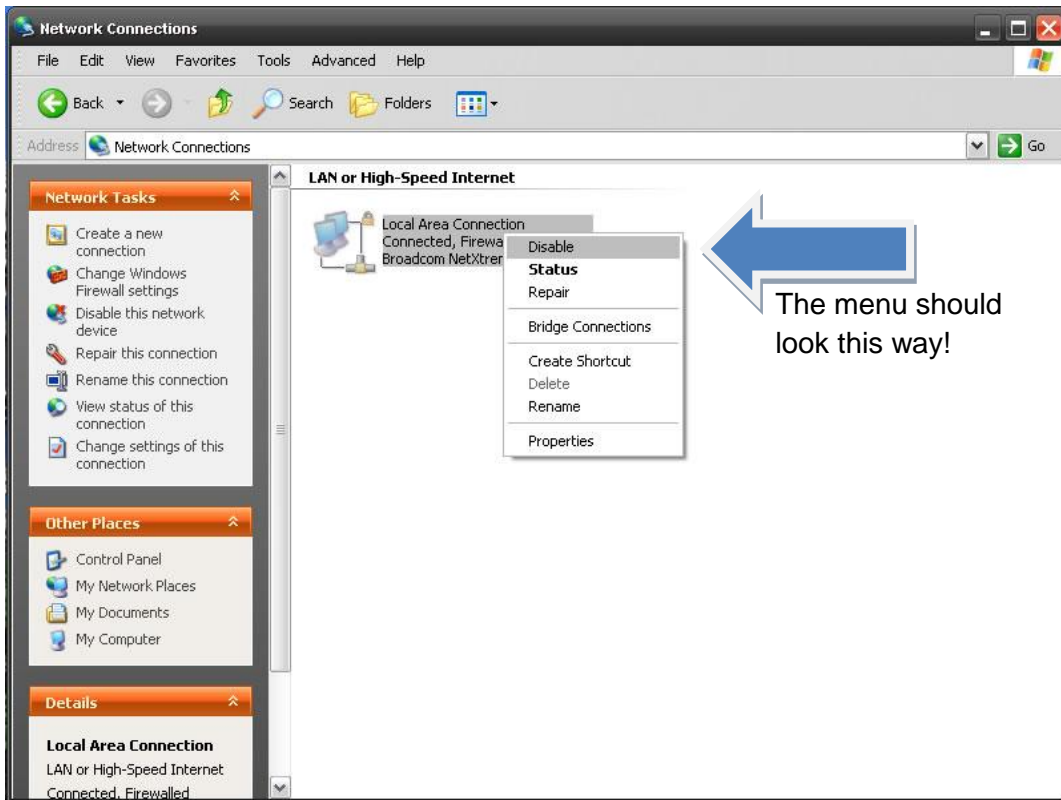 Network Connections
File Edit View Favorites Tools Advanced Help
Back Search Folders
Address Network Connections Go
Network Tasks
Create a new
connection
Change Windows
Firewall settings
Disable this network
device
Repair this connection
Rename this connection
View status of this
connection
Change settings of this
connection
Other Places
Control Panel
My Network Places
My Documents
My Computer
Details
Local Area Connection
LAN or High-Speed Internet
Connected, Firewalled
LAN or High-Speed Internet
Local Area Connection
Connected, Firewa
Broadcom NetXtrer
Disable
Status
Repair
Bridge Connections
Create Shortcut
Delete
Rename
Properties
The menu should
look this way!